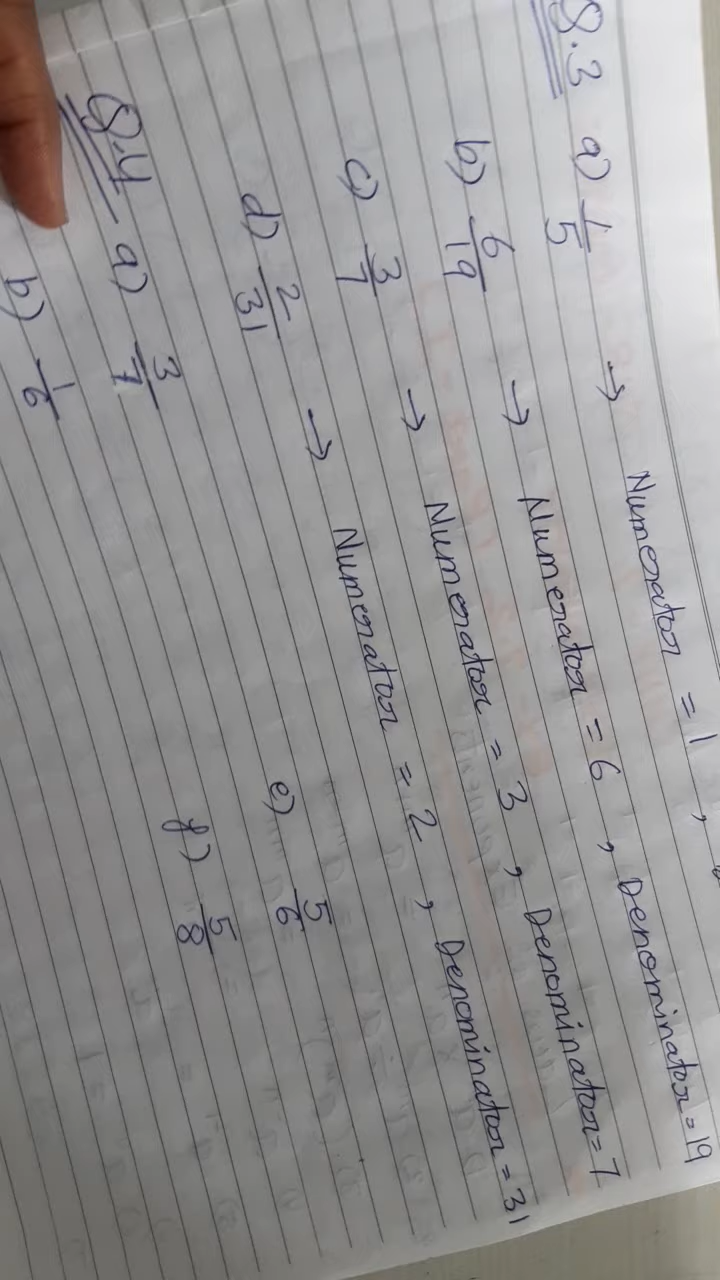 Q.3 a) 1/5 → Numerator = 1 ,
b) 6/19 → Numerator = 6 , Denominator = 19
c) 3/7 → Numerator = 3 , Denominator = 7
d) 2/31 → Numerator = 2 , Denominator = 31
Q.4 a) 3/7 e) 5/6
b) 1/6 f) 5/8